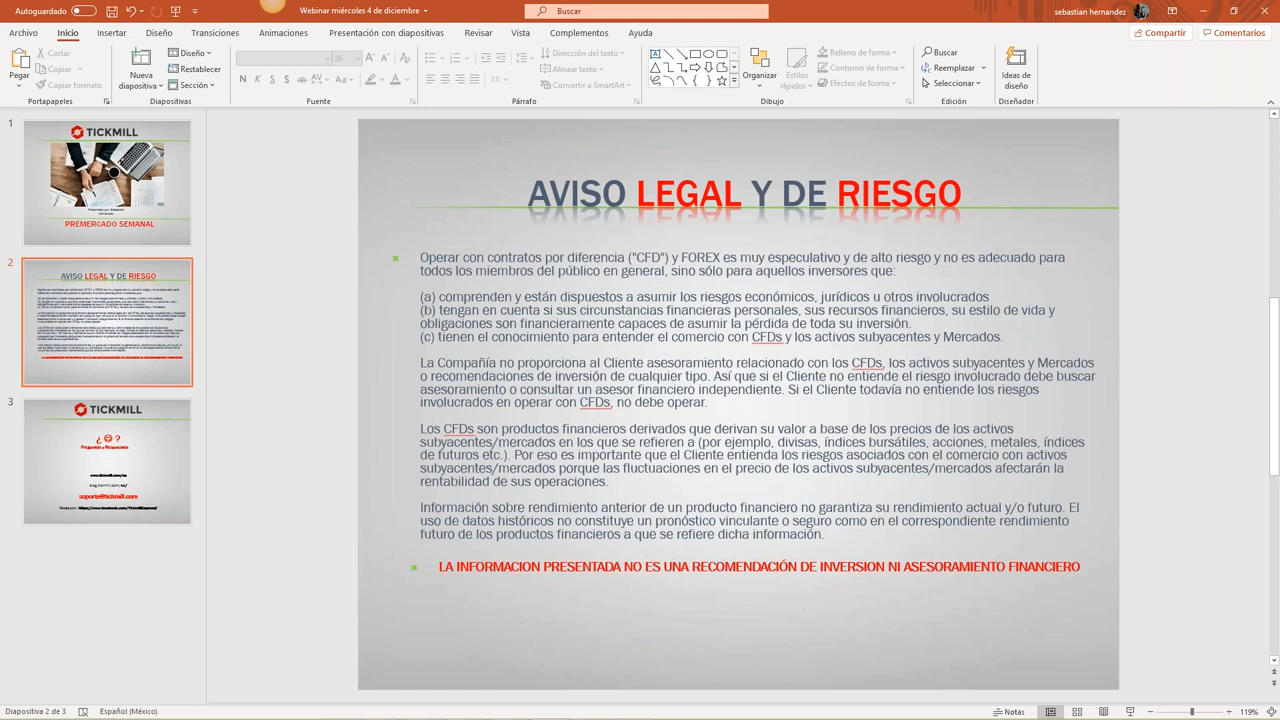 Autoguardado
Webinar miércoles 4 de diciembre
Buscar
sebastian hernandez
Archivo
Inicio
Insertar
Diseño
Transiciones
Animaciones
Presentación con diapositivas
Revisar
Vista
Complementos
Ayuda
Compartir
Comentarios
Pegar
Cortar
Copiar
Copiar formato
Portapapeles
Nueva
diapositiva
Diseño
Restablecer
Sección
Diapositivas
Fuente
Dirección del texto
Alinear texto
Convertir a SmartArt
Párrafo
Organizar
Estilos
rápidos
Relleno de forma
Contorno de forma
Efectos de forma
Dibujo
Buscar
Reemplazar
Seleccionar
Edición
Ideas de
diseño
Diseñador
1
TICKMILL
PREMERCADO SEMANAL
2
AVISO LEGAL Y DE RIESGO
3
TICKMILL
¿ ?
Preguntas y Respuestas
www.tickmill.com/es
soporte@tickmill.com
AVISO LEGAL Y DE RIESGO
Operar con contratos por diferencia ("CFD") y FOREX es muy especulativo y de alto riesgo y no es adecuado para
todos los miembros del público en general, sino sólo para aquellos inversores que:
(a) comprendan y están dispuestos a asumir los riesgos económicos, jurídicos u otros involucrados
(b) tengan en cuenta si sus circunstancias financieras personales, sus recursos financieros, su estilo de vida y
obligaciones son financieramente capaces de asumir la pérdida de toda su inversión.
(c) tienen el conocimiento para entender el comercio con CFDs y los activos subyacentes y Mercados.
La Compañía no proporciona al Cliente asesoramiento relacionado con los CFDs, los activos subyacentes y Mercados
o recomendaciones de inversión de cualquier tipo. Así que si el Cliente no entiende el riesgo involucrado debe buscar
asesoramiento o consultar un asesor financiero independiente. Si el Cliente todavía no entiende los riesgos
involucrados en operar con CFDs, no debe operar.
Los CFDs son productos financieros derivados que derivan su valor a base de los precios de los activos
subyacentes/mercados en los que se refieren a (por ejemplo, datos, índices bursátiles, acciones, metales, índices
de futuros etc.). Por eso es importante que el Cliente entienda los riesgos asociados con el comercio con activos
subyacentes/mercados porque las fluctuaciones en el precio de los activos subyacentes/mercados afectarán la
rentabilidad de sus operaciones.
Información sobre rendimiento anterior de un producto financiero no garantiza su rendimiento actual y/o futuro. El
uso de datos históricos no constituye un pronóstico vinculante o seguro como en el correspondiente rendimiento
futuro de los productos financieros a que se refiere dicha información.
LA INFORMACION PRESENTADA NO ES UNA RECOMENDACIÓN DE INVERSION NI ASESORAMIENTO FINANCIERO
Diapositiva 2 de 3
Español (México)
Notas
119%